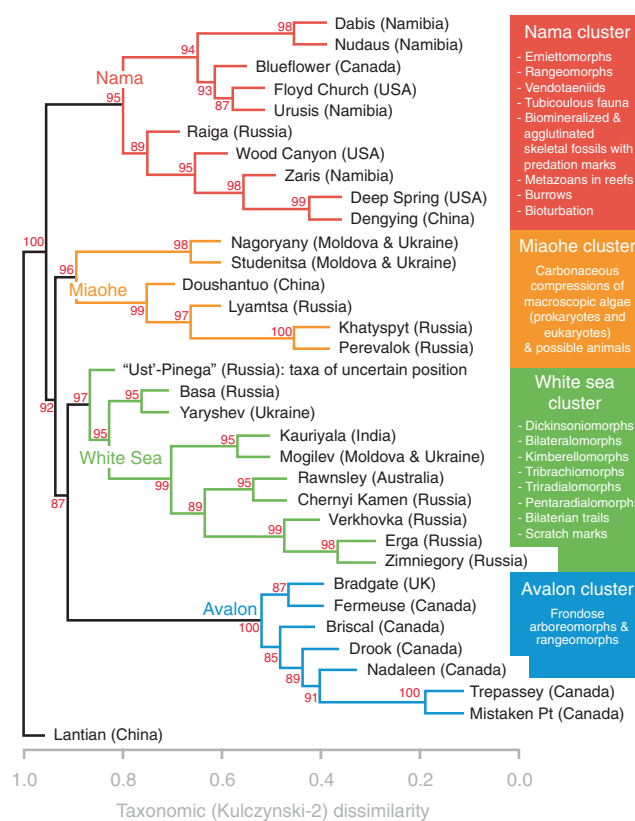 Dabis (Namibia)
98
Nudaus (Namibia)
94
Blueflower (Canada)
Nama
93
Floyd Church (USA)
95
87
Urusis (Namibia)
Raiga (Russia)
89
Wood Canyon (USA)
95
Zaris (Namibia)
98
Deep Spring (USA)
99
Dengying (China)
100
Nagoryany (Moldova & Ukraine)
98
Studenitsa (Moldova & Ukraine)
96
Miaohe
Doushantuo (China)
99
Lyamtsa (Russia)
97
Khatyspyt (Russia)
100
Perevalok (Russia)
92
"Ust'-Pinega" (Russia): taxa of uncertain position
97
Basa (Russia)
95
Yaryshev (Ukraine)
95
Kauriyala (India)
95
White Sea
Mogilev (Moldova & Ukraine)
99
Rawnsley (Australia)
95
87
89
Chernyi Kamen (Russia)
Verkhovka (Russia)
99
Erga (Russia)
98
Zimniegory (Russia)
Bradgate (UK)
87
Avalon
Fermeuse (Canada)
100
Briscal (Canada)
85
Drook (Canada)
89
Nadaleen (Canada)
91
Trepassey (Canada)
100
Mistaken Pt (Canada)
Lantian (China)
Nama cluster
- Erniettomorphs
- Rangeomorphs
- Vendotaeniids
- Tubiculous fauna
- Biomineralized &
agglutinated
skeletal fossils with
predation marks
- Metazoans in reefs
- Burrows
- Bioturbation
Miaohe cluster
Carbonaceous
compressions of
macroscopic algae
(prokaryotes and
eukaryotes)
& possible animals
White sea
cluster
- Dickinsoniomorphs
- Bilateralomorphs
- Kimberellomorphs
- Tribrachiomorphs
- Triradialomorphs
- Pentaradialomorphs
- Bilaterian trails
- Scratch marks
Avalon cluster
Frondose
arboreomorphs &
rangeomorphs
1.0 0.8 0.6 0.4 0.2 0.0
Taxonomic (Kulczynski-2) dissimilarity